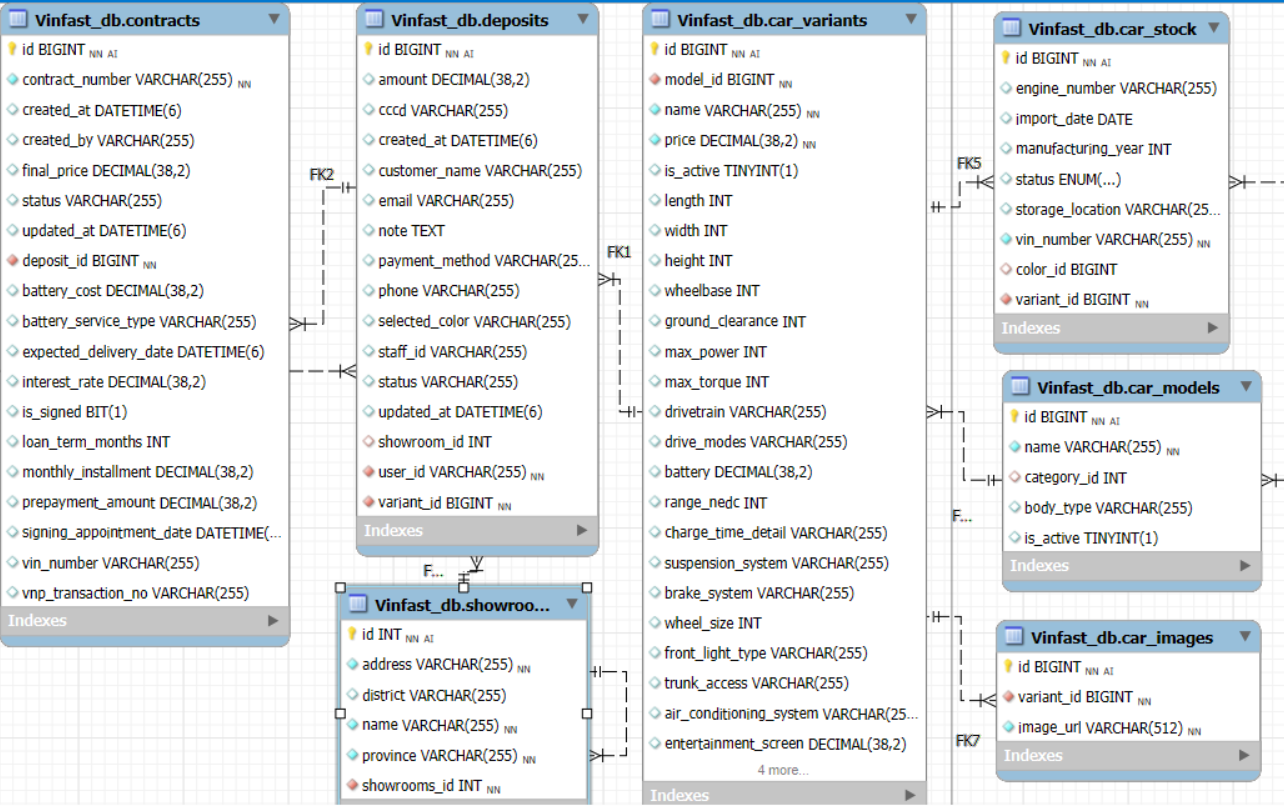 Vinfast_db.contracts
id BIGINT NN AI
contract_number VARCHAR(255) NN
created_at DATETIME(6)
created_by VARCHAR(255)
final_price DECIMAL(38,2)
status VARCHAR(255)
updated_at DATETIME(6)
deposit_id BIGINT NN
battery_cost DECIMAL(38,2)
battery_service_type VARCHAR(255)
expected_delivery_date DATETIME(6)
interest_rate DECIMAL(38,2)
is_signed BIT(1)
loan_term_months INT
monthly_installment DECIMAL(38,2)
prepayment_amount DECIMAL(38,2)
signing_appointment_date DATETIME(...
vin_number VARCHAR(255)
vnp_transaction_no VARCHAR(255)
Indexes
FK2
Vinfast_db.deposits
id BIGINT NN AI
amount DECIMAL(38,2)
cccd VARCHAR(255)
created_at DATETIME(6)
customer_name VARCHAR(255)
email VARCHAR(255)
note TEXT
payment_method VARCHAR(25...
phone VARCHAR(255)
selected_color VARCHAR(255)
staff_id VARCHAR(255)
status VARCHAR(255)
updated_at DATETIME(6)
showroom_id INT
user_id VARCHAR(255) NN
variant_id BIGINT NN
Indexes
F...
Vinfast_db.showroo...
id INT NN AI
address VARCHAR(255) NN
district VARCHAR(255)
name VARCHAR(255) NN
province VARCHAR(255) NN
showrooms_id INT NN
FK1
Vinfast_db.car_variants
id BIGINT NN AI
model_id BIGINT NN
name VARCHAR(255) NN
price DECIMAL(38,2) NN
is_active TINYINT(1)
length INT
width INT
height INT
wheelbase INT
ground_clearance INT
max_power INT
max_torque INT
drivetrain VARCHAR(255)
drive_modes VARCHAR(255)
battery DECIMAL(38,2)
range_nedc INT
charge_time_detail VARCHAR(255)
suspension_system VARCHAR(255)
brake_system VARCHAR(255)
wheel_size INT
front_light_type VARCHAR(255)
trunk_access VARCHAR(255)
air_conditioning_system VARCHAR(25...
entertainment_screen DECIMAL(38,2)
4 more...
Indexes
FK5
F...
FK7
Vinfast_db.car_stock
id BIGINT NN AI
engine_number VARCHAR(255)
import_date DATE
manufacturing_year INT
status ENUM(...)
storage_location VARCHAR(25...
vin_number VARCHAR(255) NN
color_id BIGINT
variant_id BIGINT NN
Indexes
Vinfast_db.car_models
id BIGINT NN AI
name VARCHAR(255) NN
category_id INT
body_type VARCHAR(255)
is_active TINYINT(1)
Indexes
Vinfast_db.car_images
id BIGINT NN AI
variant_id BIGINT NN
image_url VARCHAR(512) NN
Indexes